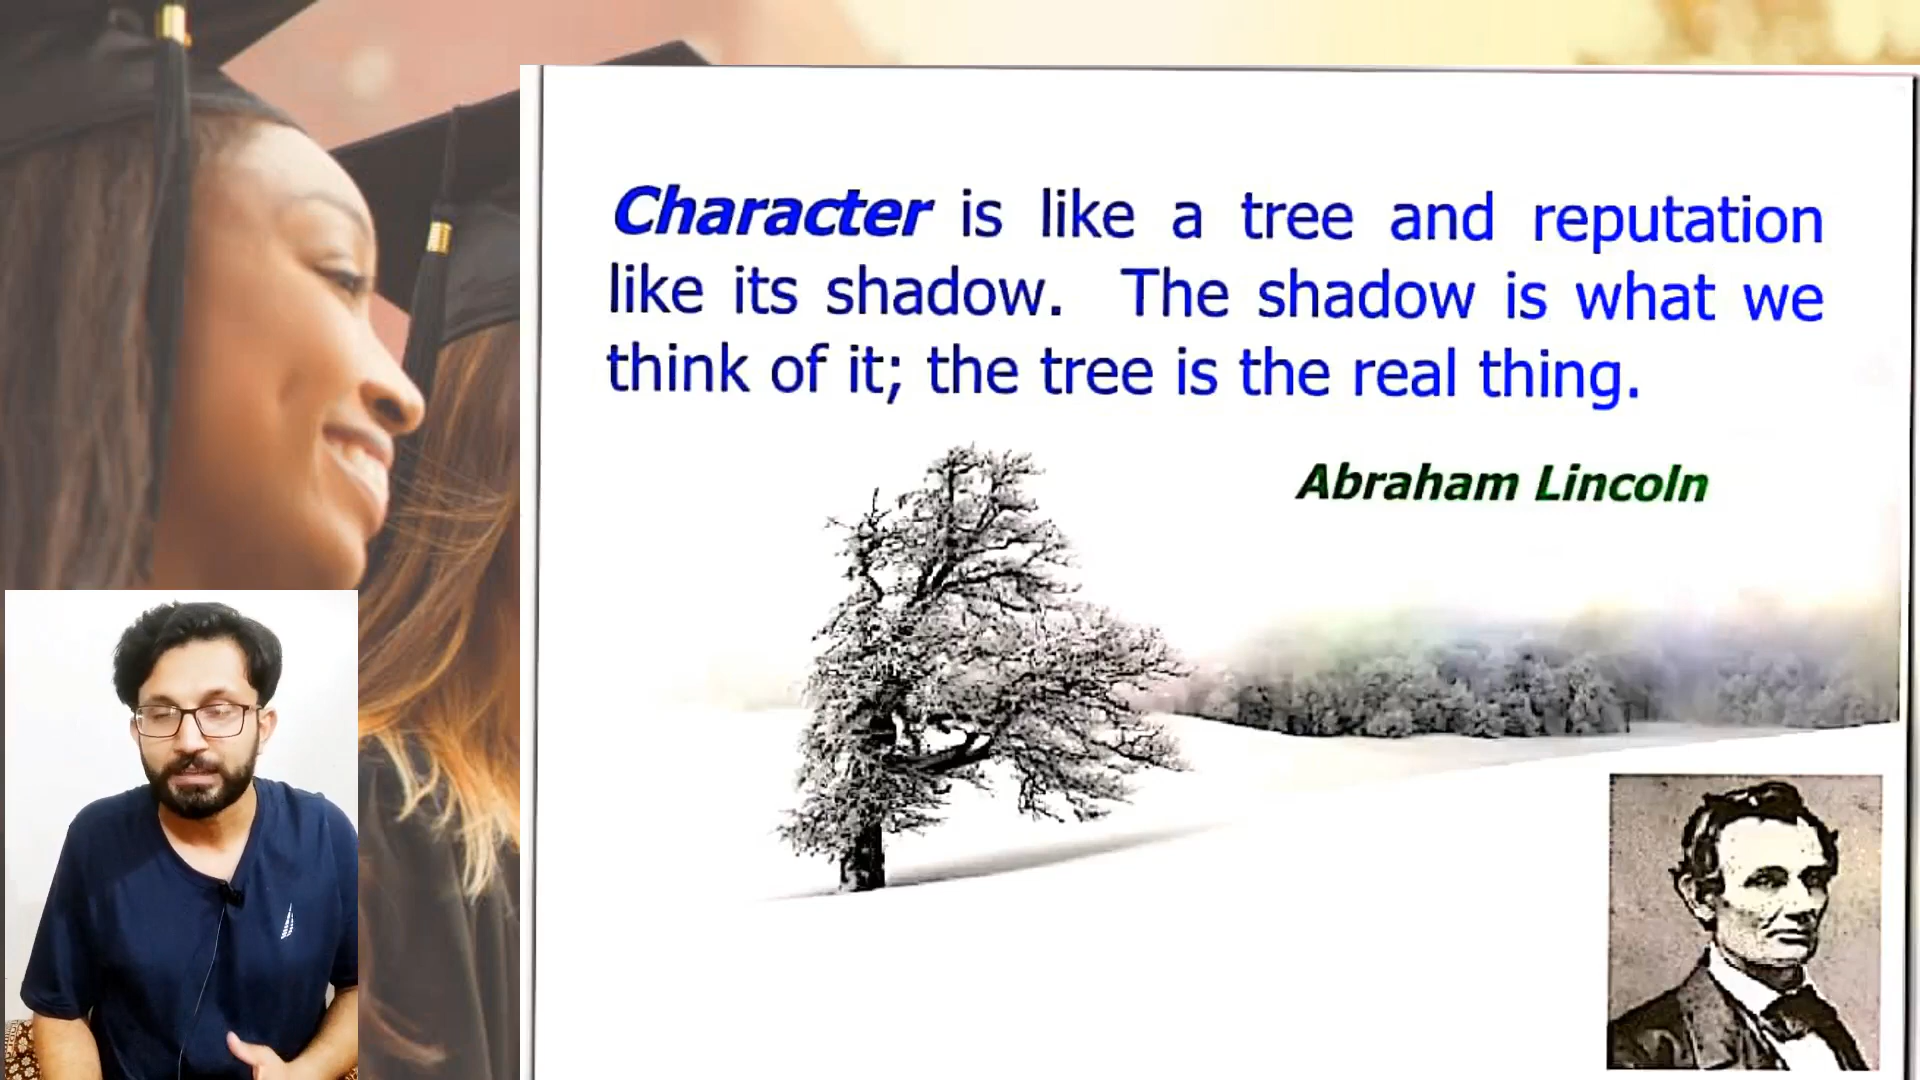 Character is like a tree and reputation
like its shadow. The shadow is what we
think of it; the tree is the real thing.
Abraham Lincoln